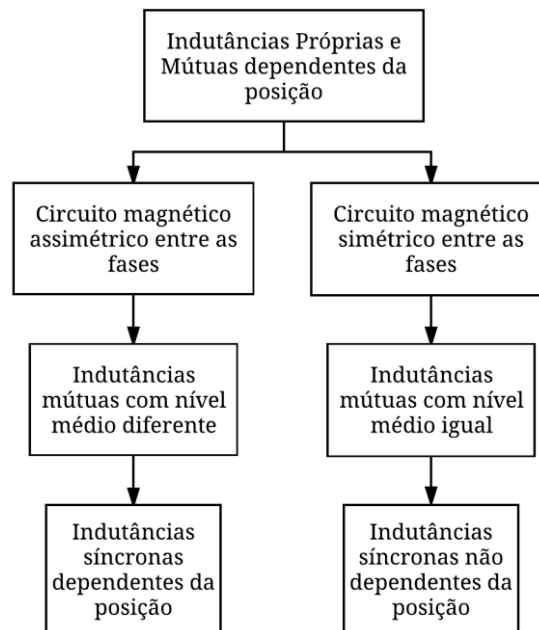 Indutâncias Próprias e
Mútuas dependentes da
posição
Circuito magnético
assimétrico entre as
fases
Circuito magnético
simétrico entre as
fases
Indutâncias
mútuas com nível
médio diferente
Indutâncias
mútuas com nível
médio igual
Indutâncias
síncronas
dependentes da
posição
Indutâncias
síncronas não
dependentes da
posição